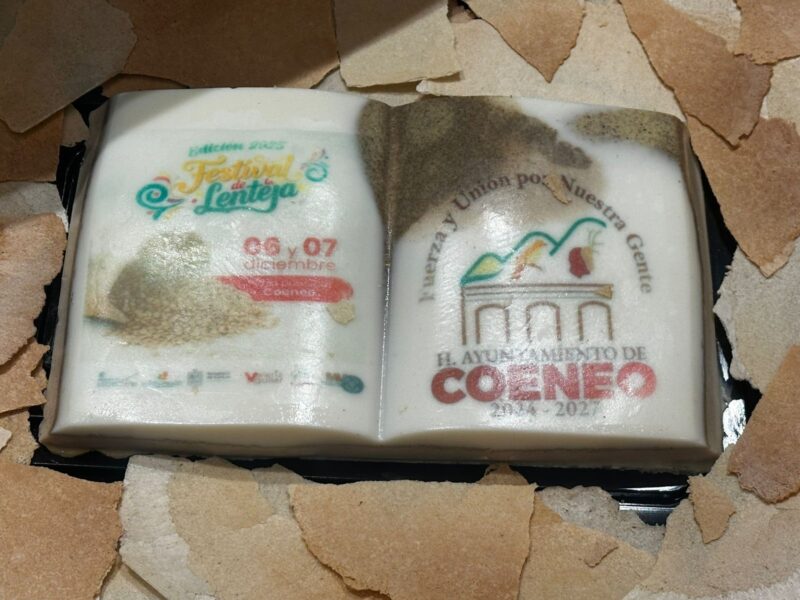 Edición 2025
Festival
de la
Lenteja
06 y 07
diciembre
Coeneo
Fuerza y Unión por Nuestra Gente
H. AYUNTAMIENTO DE
COENEO
2024 - 2027